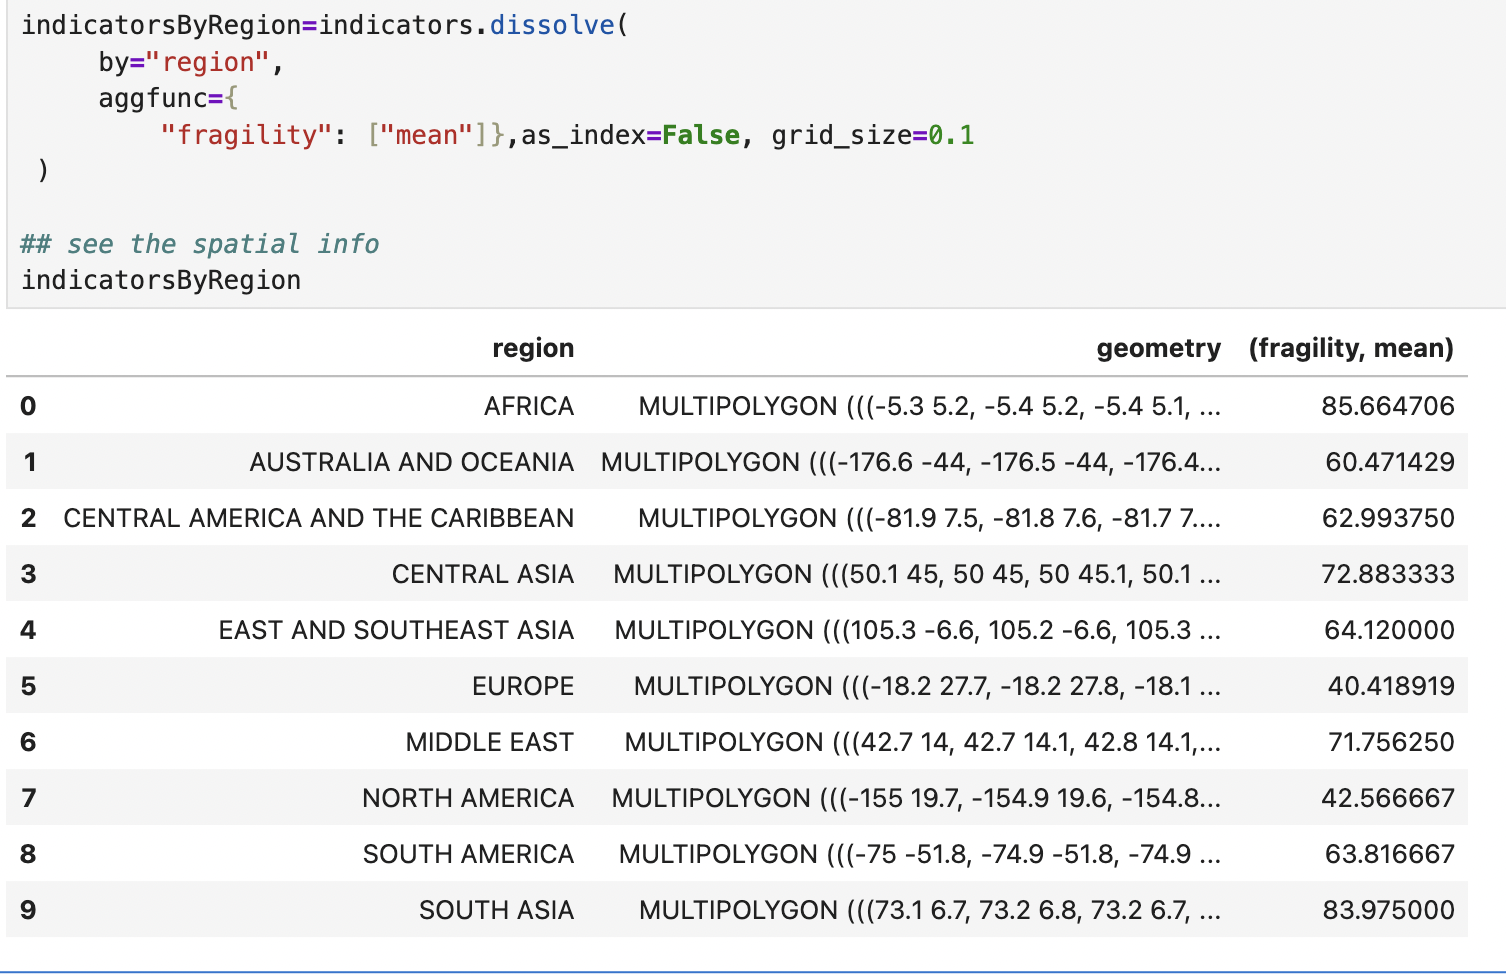 indicatorsByRegion=indicators.dissolve(
by="region",
aggfunc={
"fragility": ["mean"]},as_index=False, grid_size=0.1
)
## see the spatial info
indicatorsByRegion
region geometry (fragility, mean)
0 AFRICA MULTIPOLYGON (((-5.3 5.2, -5.4 5.2, -5.4 5.1, ... 85.664706
1 AUSTRALIA AND OCEANIA MULTIPOLYGON (((-176.6 -44, -176.5 -44, -176.4... 60.471429
2 CENTRAL AMERICA AND THE CARIBBEAN MULTIPOLYGON (((-81.9 7.5, -81.8 7.6, -81.7 7.... 62.993750
3 CENTRAL ASIA MULTIPOLYGON (((50.1 45, 50 45, 50 45.1, 50.1 ... 72.883333
4 EAST AND SOUTHEAST ASIA MULTIPOLYGON (((105.3 -6.6, 105.2 -6.6, 105.3 ... 64.120000
5 EUROPE MULTIPOLYGON (((-18.2 27.7, -18.2 27.8, -18.1 ... 40.418919
6 MIDDLE EAST MULTIPOLYGON (((42.7 14, 42.7 14.1, 42.8 14.1,... 71.756250
7 NORTH AMERICA MULTIPOLYGON (((-155 19.7, -154.9 19.6, -154.8... 42.566667
8 SOUTH AMERICA MULTIPOLYGON (((-75 -51.8, -74.9 -51.8, -74.9 ... 63.816667
9 SOUTH ASIA MULTIPOLYGON (((73.1 6.7, 73.2 6.8, 73.2 6.7, ... 83.975000